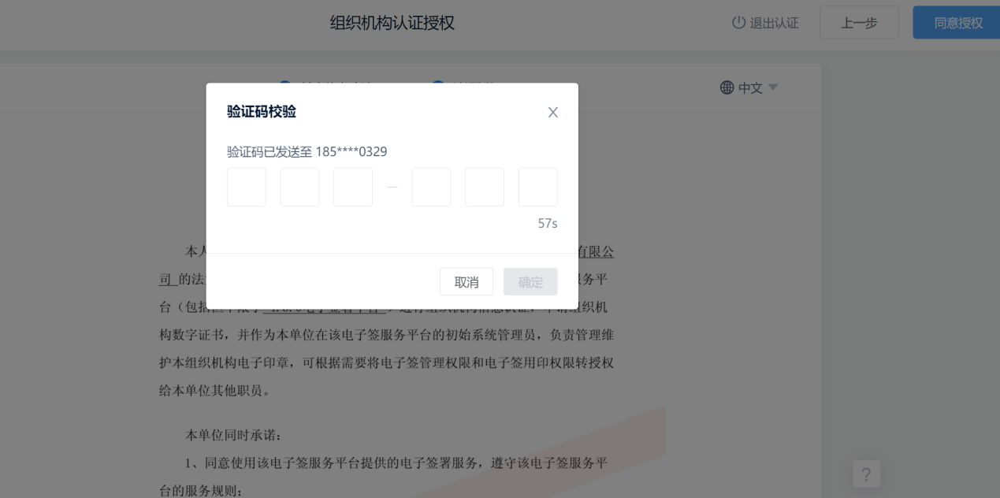 组织机构认证授权
退出认证
上一步
同意授权
中文
验证码校验
X
验证码已发送至 185****0329
57s
取消
确定
本人
有限公
司 的法
务平
台（包括
组织机
构数字证书，并作为本单位在该电子签服务平台的初始系统管理员，负责管理维
护本组织机构电子印章，可根据需要将电子签管理权限和电子签用印权限转授权
给本单位其他职员。
本单位同时承诺：
1、同意使用该电子签服务平台提供的电子签署服务，遵守该电子签服务平
台的服务规则；
?